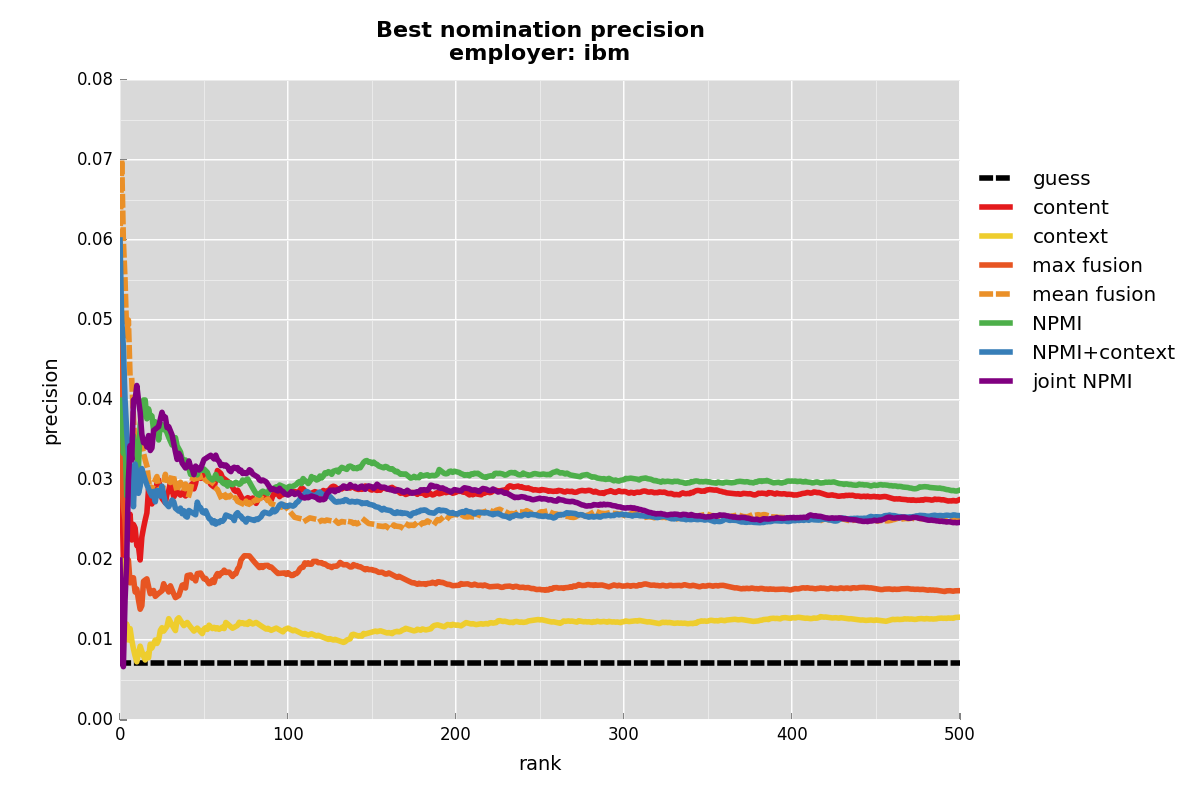 Best nomination precision
employer: ibm
0.08
0.07
0.06
0.05
0.04
0.03
0.02
0.01
0.00
precision
0 100 200 300 400 500
rank
guess
content
context
max fusion
mean fusion
NPMI
NPMI+context
joint NPMI